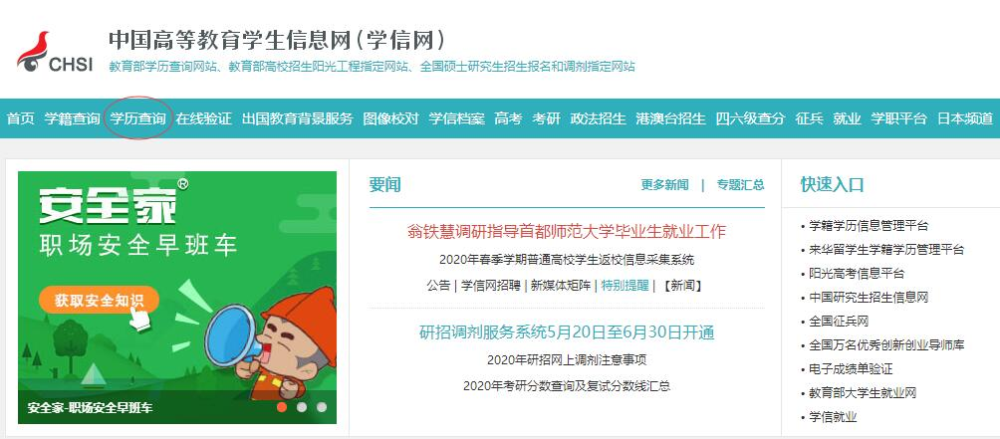 CHSI
中国高等教育学生信息网(学信网)
教育部学历查询网站、教育部高校招生阳光工程指定网站、全国硕士研究生招生报名和调剂指定网站
首页 学籍查询 学历查询 在线验证 出国教育背景服务 图像校对 学信档案 高考 考研 政法招生 港澳台招生 四六级查分 征兵 就业 学职平台 日本频道
安全家®
职场安全早班车
获取安全知识
安全家-职场安全早班车
要闻 更多新闻 | 专题汇总
翁铁慧调研指导首都师范大学毕业生就业工作
2020年春季学期普通高校学生返校信息采集系统
公告 | 学信网招聘 | 新媒体矩阵 | 特别提醒 | 【新闻】
研招调剂服务系统5月20日至6月30日开通
2020年研招网上调剂注意事项
2020年考研分数查询及复试分数线汇总
快速入口
• 学籍学历信息管理平台
• 来华留学生学籍学历管理平台
• 阳光高考信息平台
• 中国研究生招生信息网
• 全国征兵网
• 全国万名优秀创新创业导师库
• 电子成绩单验证
• 教育部大学生就业网
• 学信就业